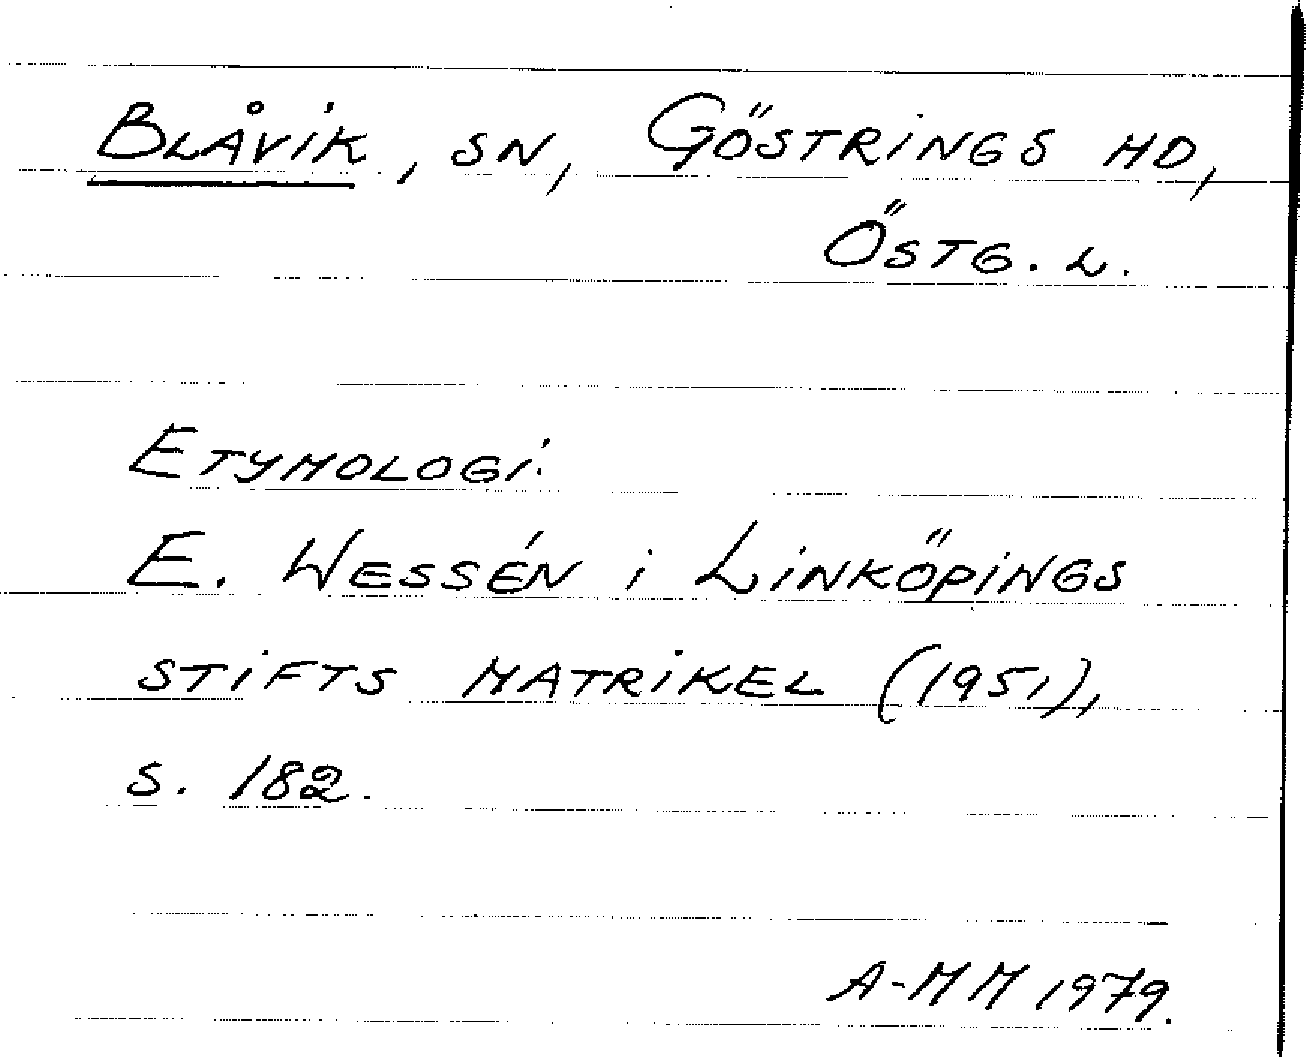 BLÅVIK, SN, GÖSTRINGS HD,
ÖSTG. L.
ETYMOLOGI:
E. WESSÉN i LINKÖPINGS
STIFTS MATRIKEL (1951),
S. 182.
A-MM 1979.